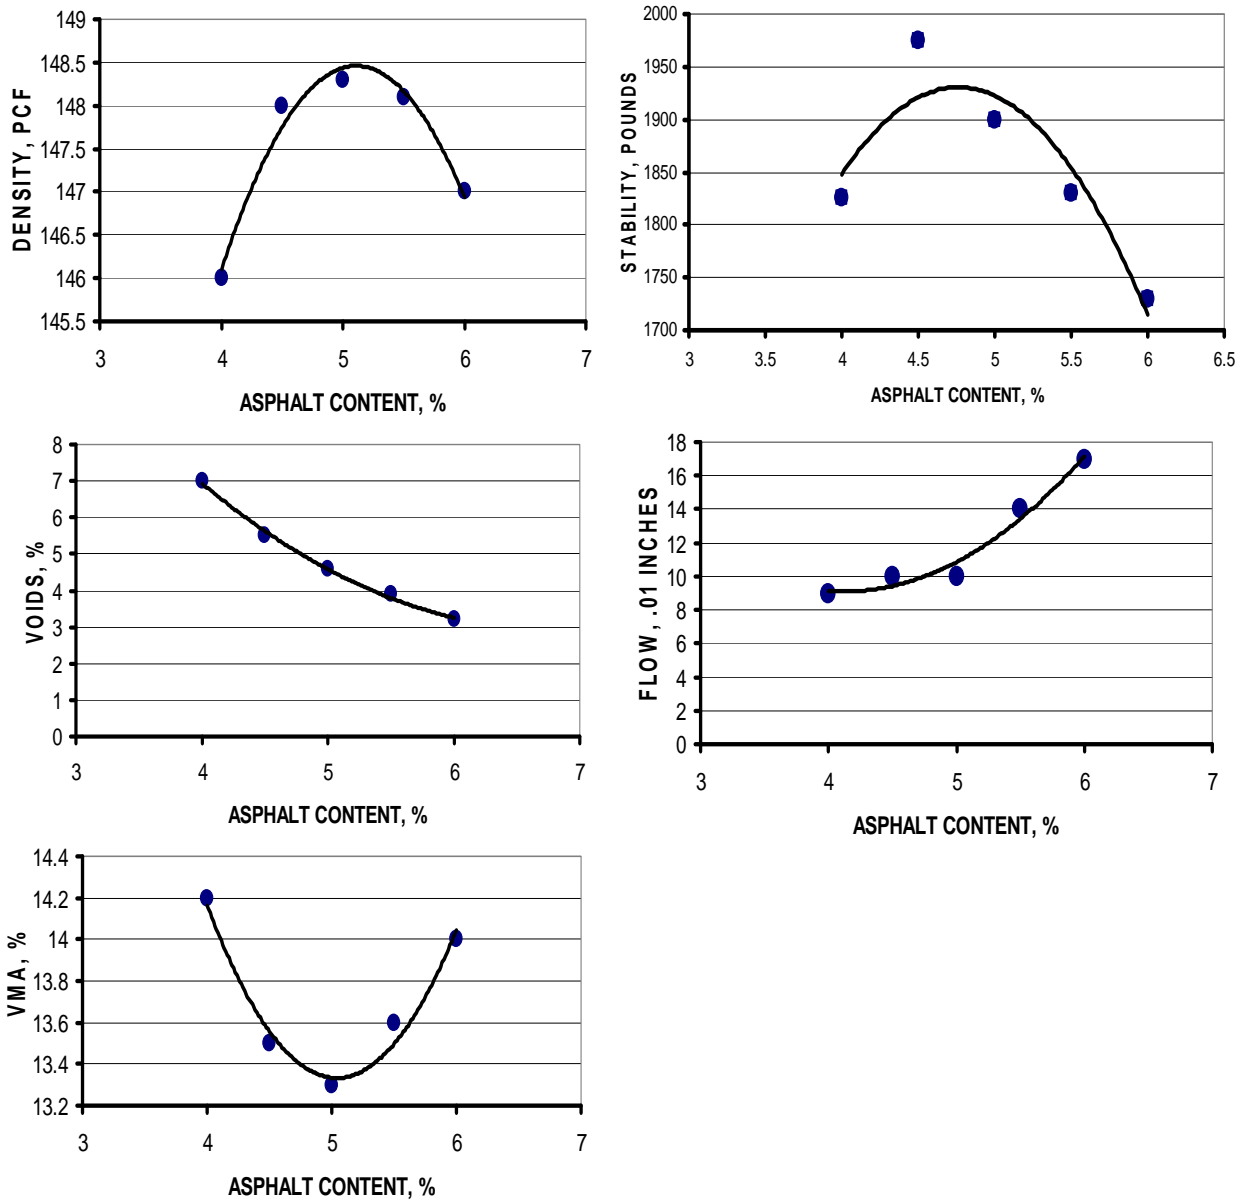 149
148.5
148
147.5
147
146.5
146
145.5
DENSITY, PCF
3 4 5 6 7
ASPHALT CONTENT, %
2000
1950
1900
1850
1800
1750
1700
STABILITY, POUNDS
3 3.5 4 4.5 5 5.5 6 6.5
ASPHALT CONTENT, %
8
7
6
5
4
3
2
1
0
VOIDS, %
3 4 5 6 7
ASPHALT CONTENT, %
18
16
14
12
10
8
6
4
2
0
FLOW, .01 INCHES
3 4 5 6 7
ASPHALT CONTENT, %
14.4
14.2
14
13.8
13.6
13.4
13.2
VMA, %
3 4 5 6 7
ASPHALT CONTENT, %